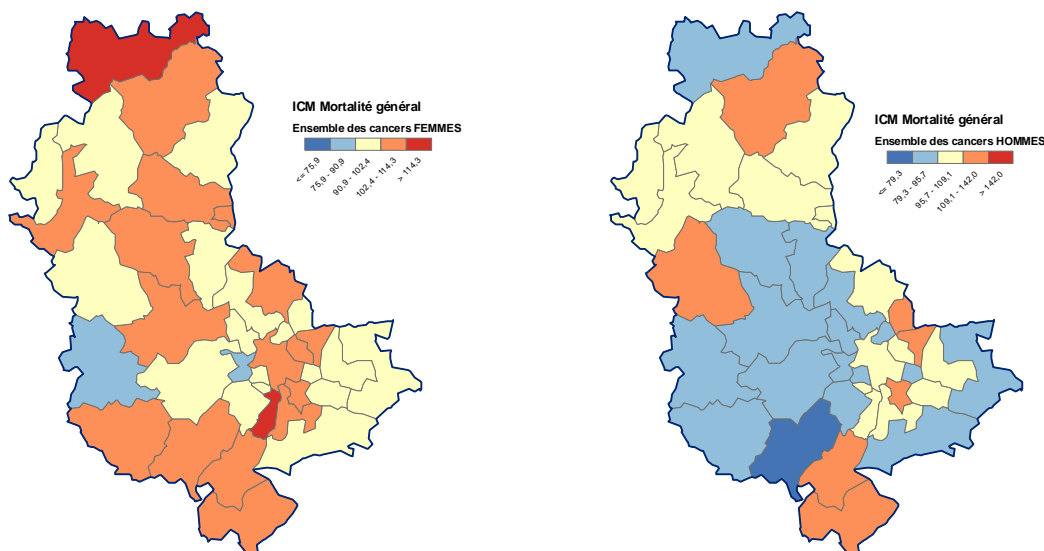 ICM Mortalité général
Ensemble des cancers FEMMES
<= 75,9
75,9 - 90,9
90,9 - 102,4
102,4 - 114,3
> 114,3
ICM Mortalité général
Ensemble des cancers HOMMES
<= 79,3
79,3 - 95,7
95,7 - 109,1
109,1 - 142,0
> 142,0